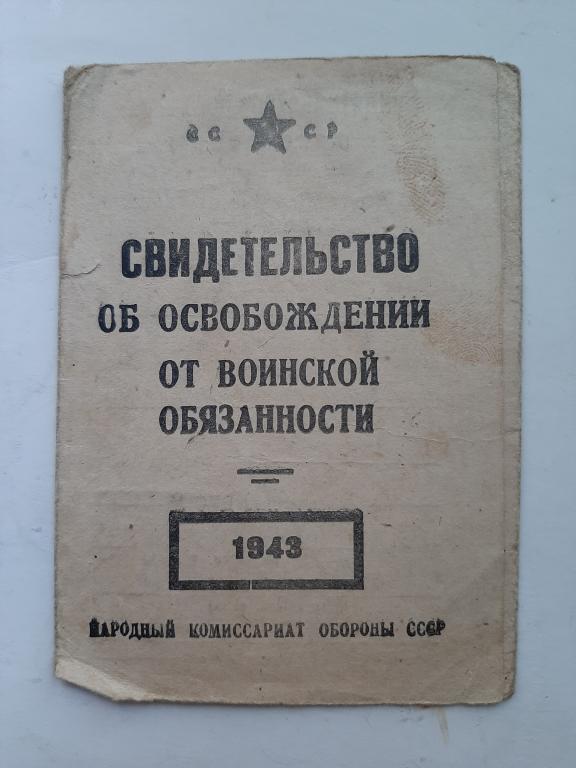 СС СР
СВИДЕТЕЛЬСТВО
ОБ ОСВОБОЖДЕНИИ
ОТ ВОИНСКОЙ
ОБЯЗАННОСТИ
1943
НАРОДНЫЙ КОМИССАРИАТ ОБОРОНЫ СССР